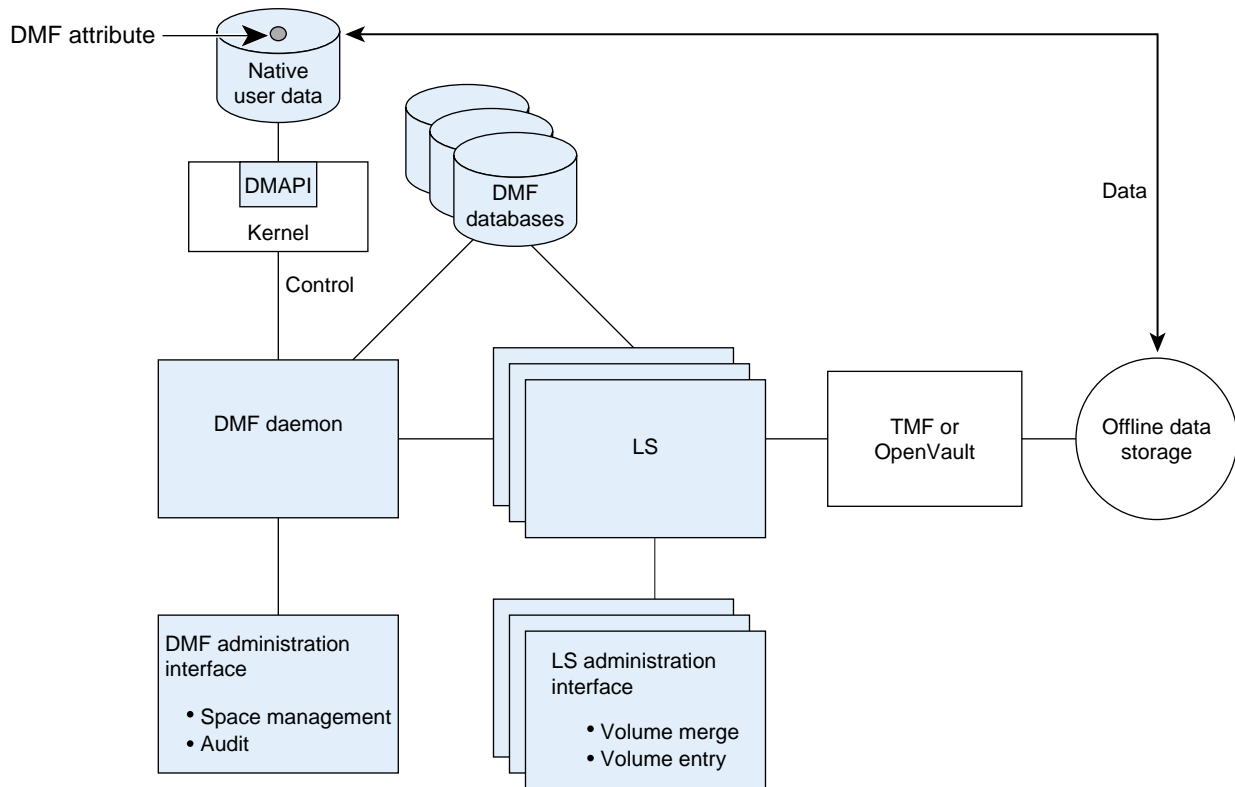 DMF attribute
Native
user data
DMAPI
Kernel
DMF
databases
Data
Control
DMF daemon
LS
TMF or
OpenVault
Offline data
storage
DMF administration
interface
• Space management
• Audit
LS administration
interface
• Volume merge
• Volume entry